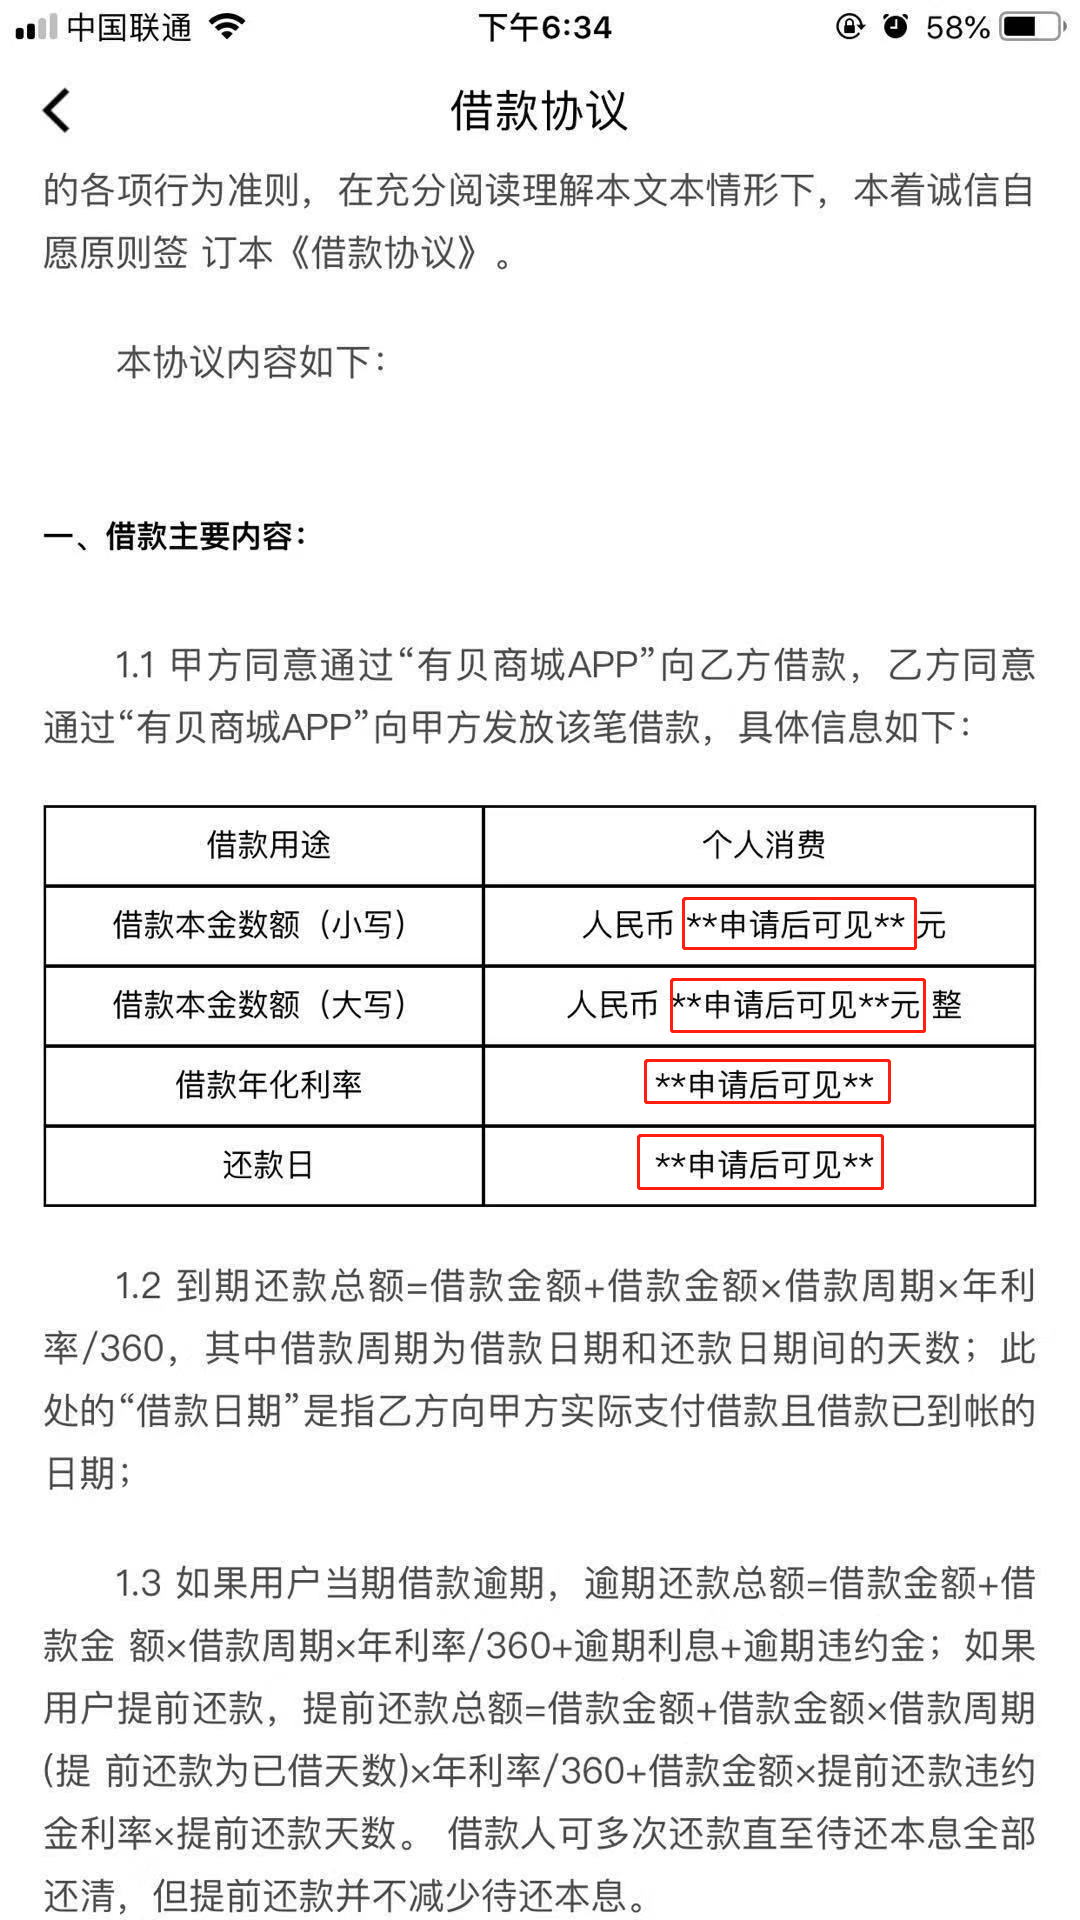 中国联通 下午6:34 58%
借款协议
的各项行为准则，在充分阅读理解本文本情形下，本着诚信自
愿原则签 订本《借款协议》。
本协议内容如下：
一、借款主要内容：
1.1 甲方同意通过“有贝商城APP”向乙方借款，乙方同意
通过“有贝商城APP”向甲方发放该笔借款，具体信息如下：
借款用途 个人消费
借款本金数额（小写） 人民币 **申请后可见** 元
借款本金数额（大写） 人民币 **申请后可见**元 整
借款年化利率 **申请后可见**
还款日 **申请后可见**
1.2 到期还款总额=借款金额+借款金额×借款周期×年利
率/360，其中借款周期为借款日期和还款日期间的天数；此
处的“借款日期”是指乙方向甲方实际支付借款且借款已到帐的
日期；
1.3 如果用户当期借款逾期，逾期还款总额=借款金额+借
款金 额×借款周期×年利率/360+逾期利息+逾期违约金；如果
用户提前还款，提前还款总额=借款金额+借款金额×借款周期
(提 前还款为已借天数)×年利率/360+借款金额×提前还款违约
金利率×提前还款天数。 借款人可多次还款直至待还本息全部
还清，但提前还款并不减少待还本息。